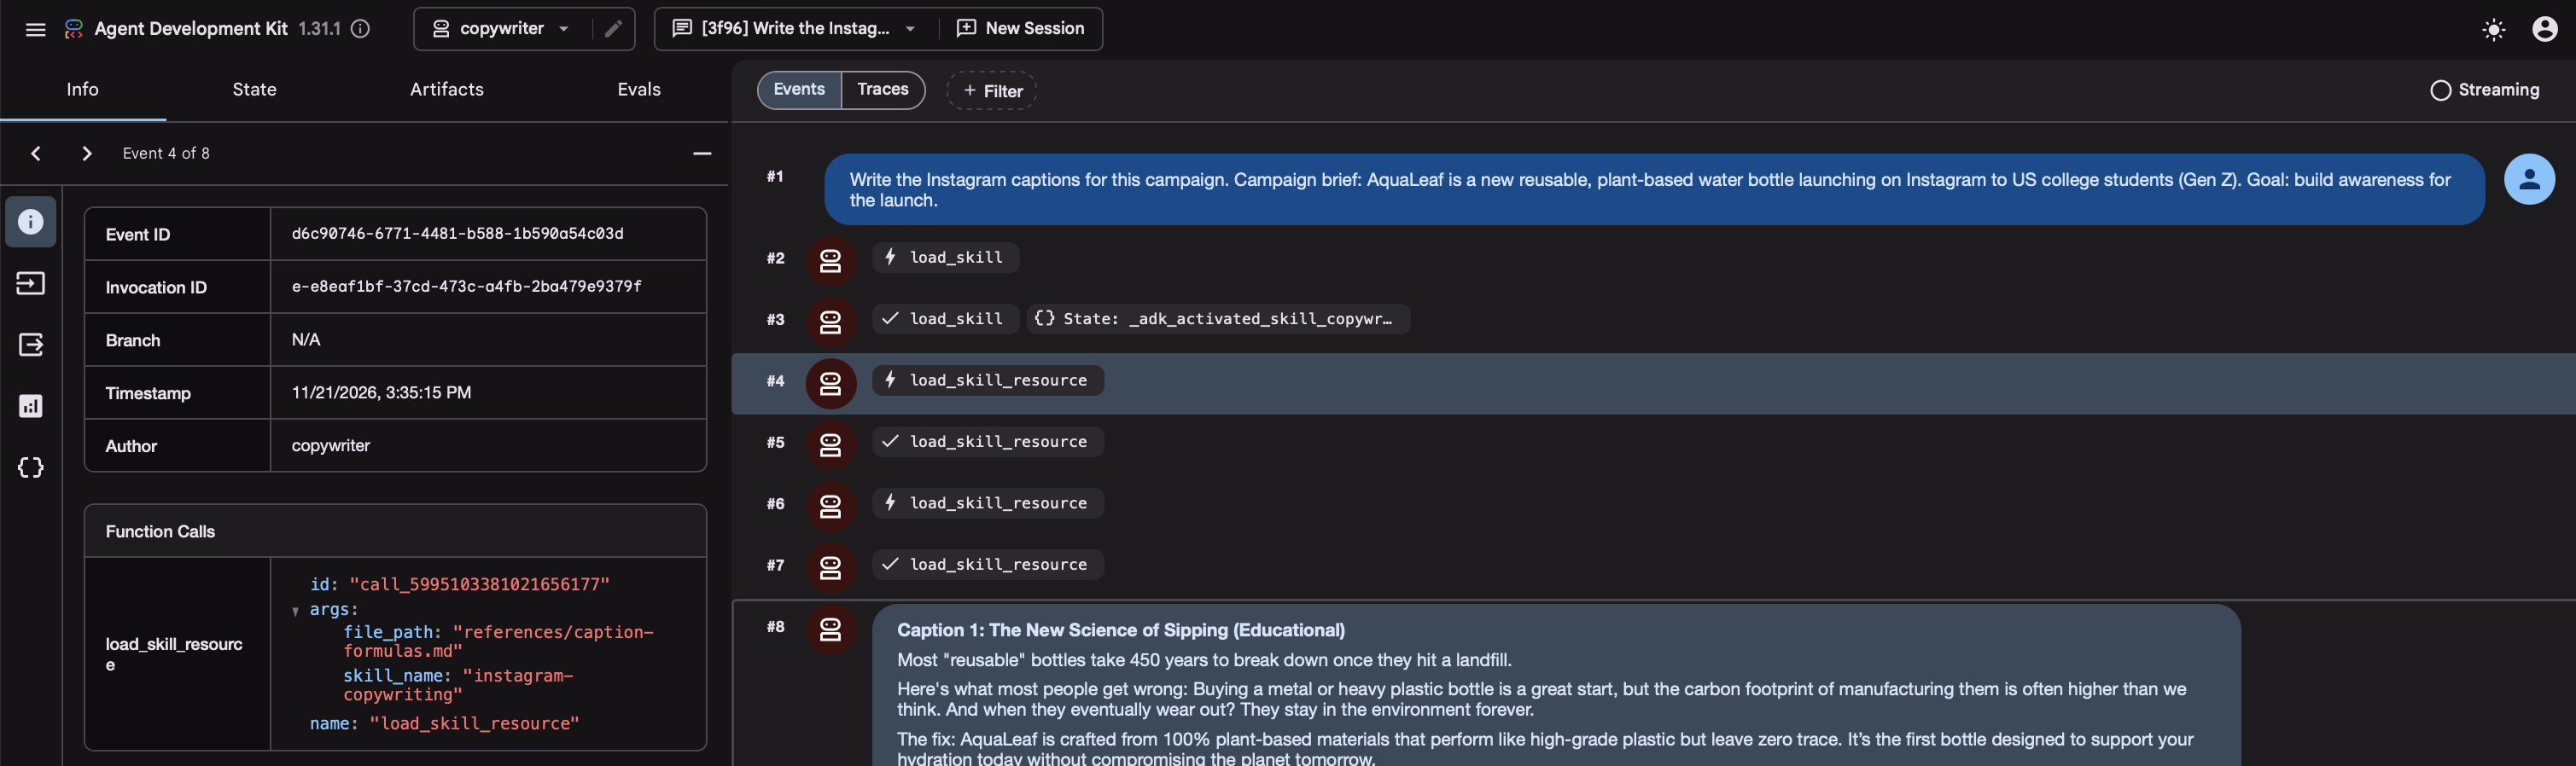 Agent Development Kit 1.31.1
copywriter
[3f96] Write the Instag...
New Session
Info
State
Artifacts
Evals
Event 4 of 8
Event ID
d6c90746-6771-4481-b588-1b590a54c03d
Invocation ID
e-e8eaf1bf-37cd-473c-a4fb-2ba479e9379f
Branch
N/A
Timestamp
11/21/2026, 3:35:15 PM
Author
copywriter
Function Calls
load_skill_resourc
e
id: "call_5995103381021656177"
args:
file_path: "references/caption-
formulas.md"
skill_name: "instagram-
copywriting"
name: "load_skill_resource"
Events
Traces
+ Filter
Streaming
#1
Write the Instagram captions for this campaign. Campaign brief: AquaLeaf is a new reusable, plant-based water bottle launching on Instagram to US college students (Gen Z). Goal: build awareness for
the launch.
#2
load_skill
#3
load_skill
{} State: _adk_activated_skill_copywr…
#4
load_skill_resource
#5
load_skill_resource
#6
load_skill_resource
#7
load_skill_resource
#8
Caption 1: The New Science of Sipping (Educational)
Most "reusable" bottles take 450 years to break down once they hit a landfill.
Here's what most people get wrong: Buying a metal or heavy plastic bottle is a great start, but the carbon footprint of manufacturing them is often higher than we
think. And when they eventually wear out? They stay in the environment forever.
The fix: AquaLeaf is crafted from 100% plant-based materials that perform like high-grade plastic but leave zero trace. It’s the first bottle designed to support your
hydration today without compromising the planet tomorrow.